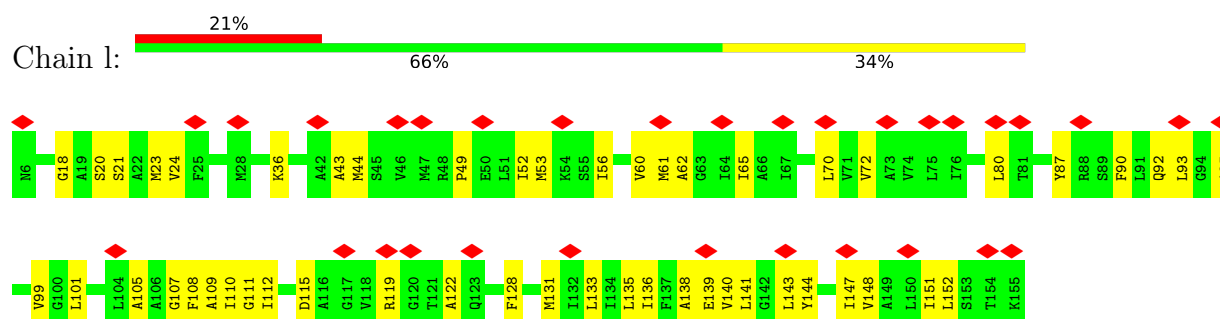 21%
Chain l:
66% 34%
N6 G18 A19 S20 S21 A22 M23 V24 F25 M28 K36 A42 A43 M44 S45 V46 M47 R48 P49 E50 L51 I52 M53 K54 S55 I56 V60 M61 A62 G63 I64 I65 A66 I67 L70 V71 V72 A73 V74 L75 I76 L80 T81 Y87 R88 S89 F90 L91 Q92 L93 G94
V99 G100 L101 L104 A105 A106 G107 F108 A109 I110 G111 I112 D115 A116 G117 V118 R119 G120 T121 A122 Q123 F128 M131 I132 L133 I134 L135 I136 F137 A138 E139 V140 L141 G142 L143 Y144 I147 V148 A149 L150 I151 L152 S153 T154 K155